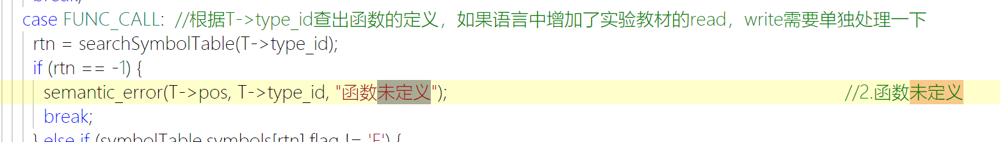 break;
case FUNC_CALL: //根据T->type_id查出函数的定义，如果语言中增加了实验教材的read，write需要单独处理一下
rtn = searchSymbolTable(T->type_id);
if (rtn == -1) {
semantic_error(T->pos, T->type_id, "函数未定义"); //2.函数未定义
break;
} else if (symbolTable.symbols[rtn].flag != 'F') {